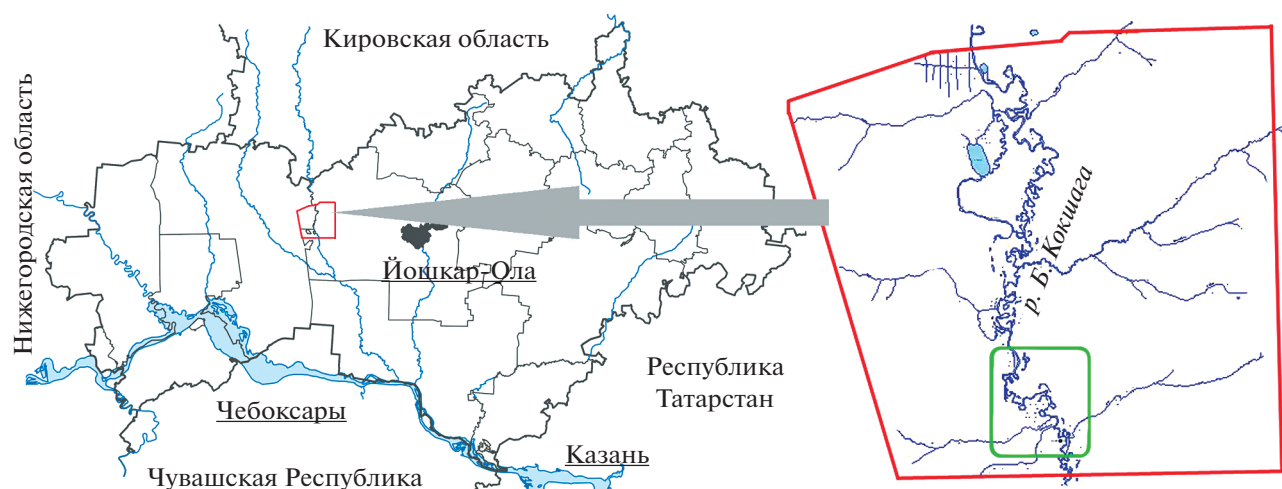 Кировская область
Нижегородская область
Йошкар-Ола
р. Б. Кокшага
Республика
Татарстан
Чебоксары
Казань
Чувашская Республика